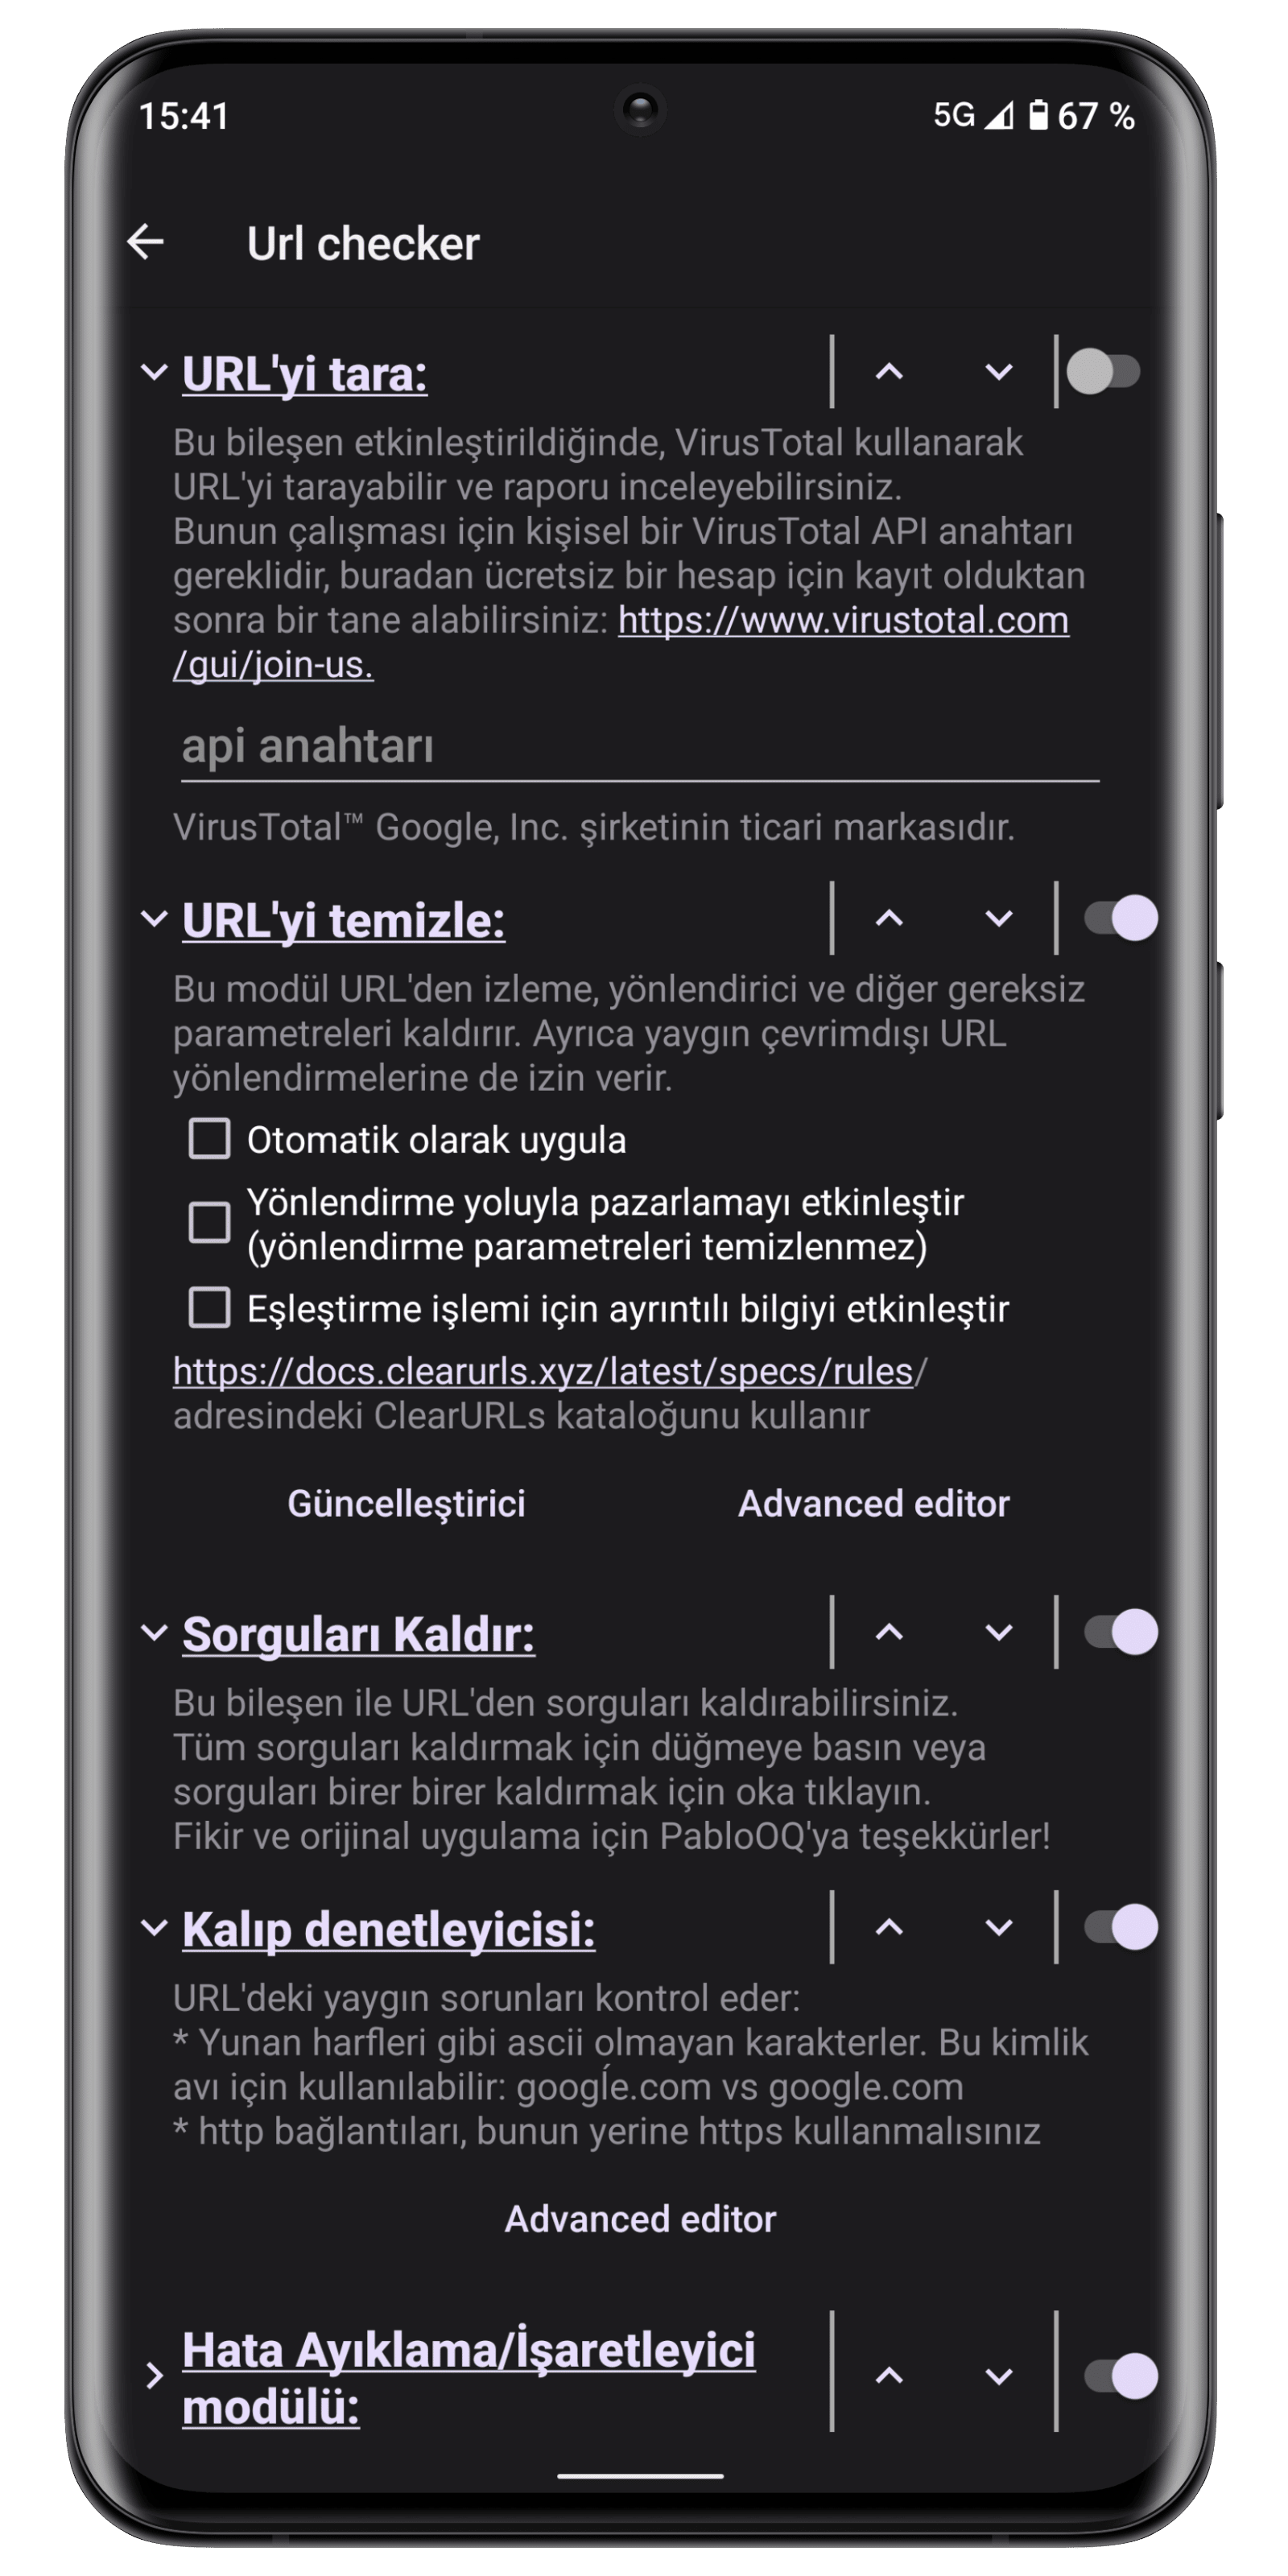 15:41
5G 67 %
Url checker
URL'yi tara:
Bu bileşen etkinleştirildiğinde, VirusTotal kullanarak
URL'yi tarayabilir ve raporu inceleyebilirsiniz.
Bunun çalışması için kişisel bir VirusTotal API anahtarı
gereklidir, buradan ücretsiz bir hesap için kayıt olduktan
sonra bir tane alabilirsiniz: https://www.virustotal.com
/gui/join-us.
api anahtarı
VirusTotal™ Google, Inc. şirketinin ticari markasıdır.
URL'yi temizle:
Bu modül URL'den izleme, yönlendirici ve diğer gereksiz
parametreleri kaldırır. Ayrıca yaygın çevrimdışı URL
yönlendirmelerine de izin verir.
Otomatik olarak uygula
Yönlendirme yoluyla pazarlamayı etkinleştir
(yönlendirme parametreleri temizlenmez)
Eşleştirme işlemi için ayrıntılı bilgiyi etkinleştir
https://docs.clearurls.xyz/latest/specs/rules/
adresindeki ClearURLs kataloğunu kullanır
Güncelleştirici Advanced editor
Sorguları Kaldır:
Bu bileşen ile URL'den sorguları kaldırabilirsiniz.
Tüm sorguları kaldırmak için düğmeye basın veya
sorguları birer birer kaldırmak için oka tıklayın.
Fikir ve orijinal uygulama için PabloOQ'ya teşekkürler!
Kalıp denetleyicisi:
URL'deki yaygın sorunları kontrol eder:
* Yunan harfleri gibi ascii olmayan karakterler. Bu kimlik
avı için kullanılabilir: googĺe.com vs google.com
* http bağlantıları, bunun yerine https kullanmalısınız
Advanced editor
Hata Ayıklama/İşaretleyici
modülü: